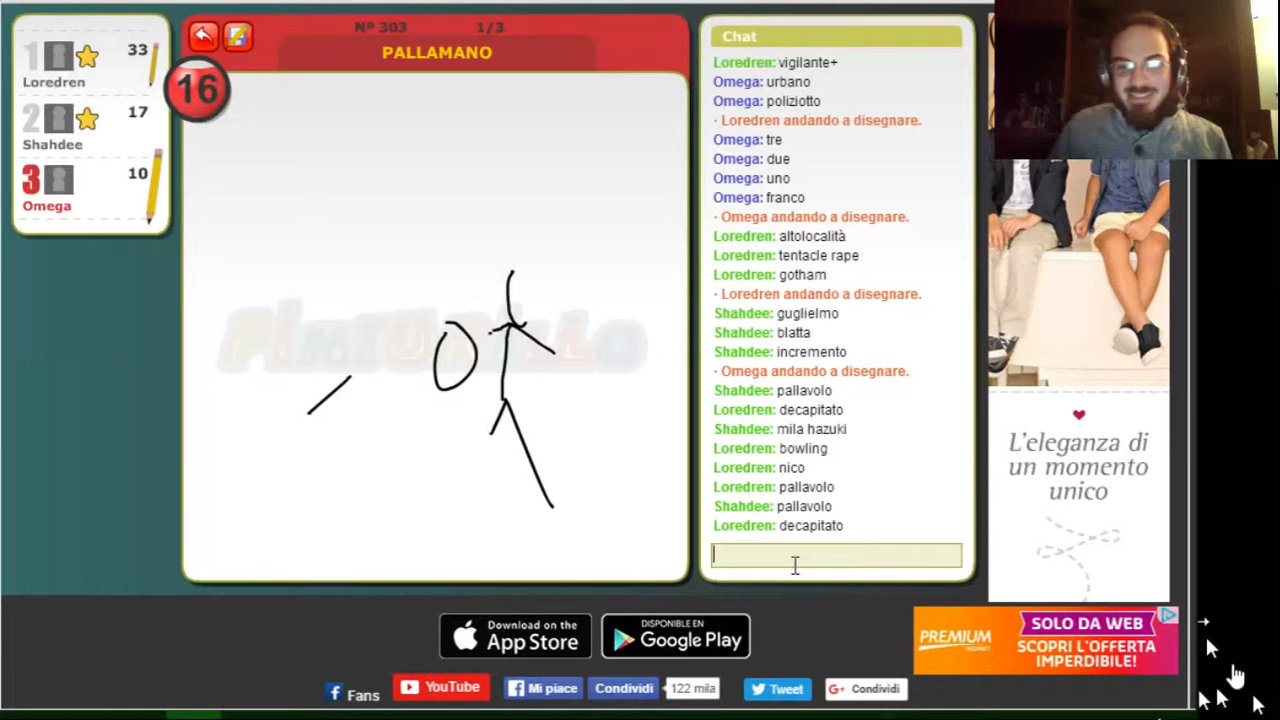 1
33
Loredren
2
17
Shahdee
3
10
Omega
Nº 303
1/3
PALLAMANO
16
PINTURILLO
Chat
Loredren: vigilante+
Omega: urbano
Omega: poliziotto
· Loredren andando a disegnare.
Omega: tre
Omega: due
Omega: uno
Omega: franco
· Omega andando a disegnare.
Loredren: altolocalità
Loredren: tentacle rape
Loredren: gotham
· Loredren andando a disegnare.
Shahdee: guglielmo
Shahdee: blatta
Shahdee: incremento
· Omega andando a disegnare.
Shahdee: pallavolo
Loredren: decapitato
Shahdee: mila hazuki
Loredren: bowling
Loredren: nico
Loredren: pallavolo
Shahdee: pallavolo
Loredren: decapitato
L'eleganza di
un momento
unico
Download on the
App Store
DISPONIBILE EN
Google Play
PREMIUM
SOLO DA WEB
SCOPRI L'OFFERTA
IMPERDIBILE!
Fans
YouTube
Mi piace
Condividi
122 mila
Tweet
G+ Condividi